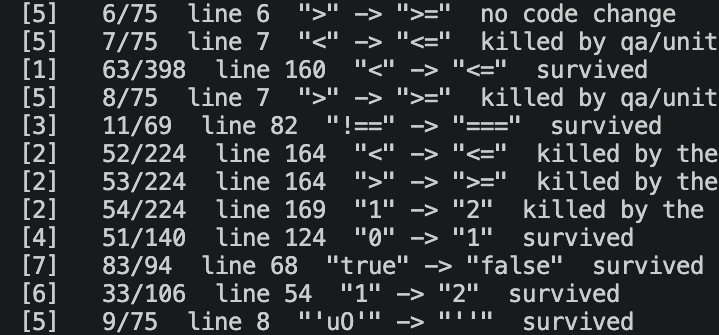 [5] 6/75 line 6 ">" –> ">=" no code change
[5] 7/75 line 7 "<" –> "<=" killed by qa/unit
[1] 63/398 line 160 "<" –> "<=" survived
[5] 8/75 line 7 ">" –> ">=" killed by qa/unit
[3] 11/69 line 82 "!==" –> "===" survived
[2] 52/224 line 164 "<" –> "<=" killed by the
[2] 53/224 line 164 ">" –> ">=" killed by the
[2] 54/224 line 169 "1" –> "2" killed by the
[4] 51/140 line 124 "0" –> "1" survived
[7] 83/94 line 68 "true" –> "false" survived
[6] 33/106 line 54 "1" –> "2" survived
[5] 9/75 line 8 "'u0'" –> "''" survived